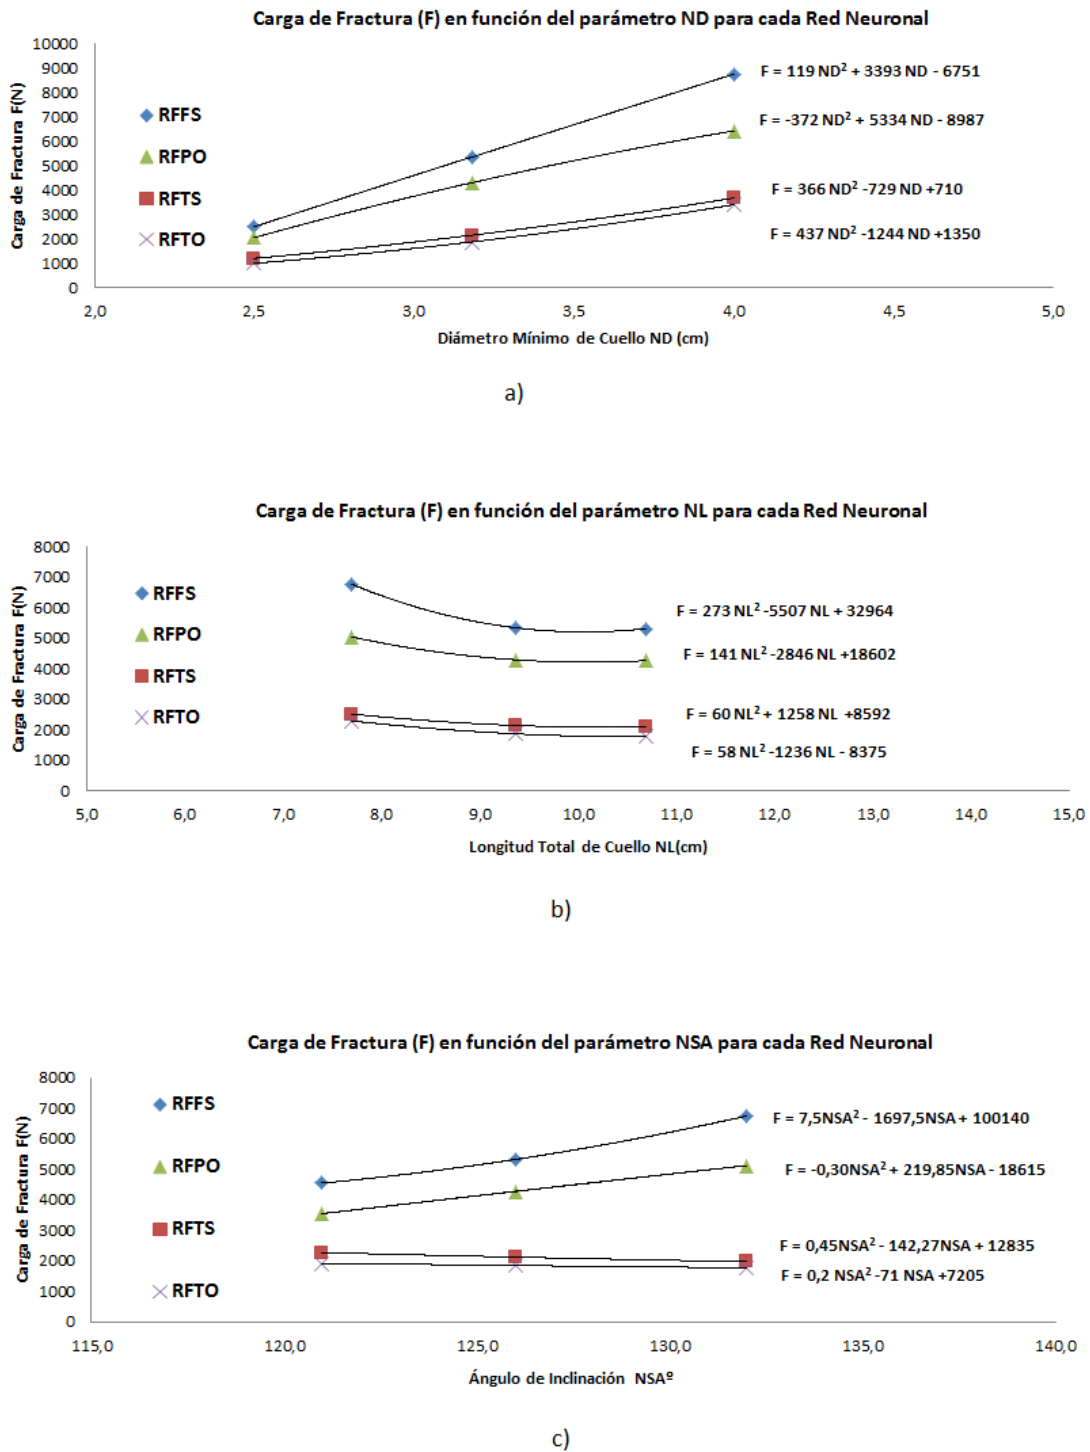 Carga de Fractura (F) en función del parámetro ND para cada Red Neuronal
Carga de Fractura F(N)
10000
9000
8000
7000
6000
5000
4000
3000
2000
1000
0
RFFS
RFPO
RFTS
RFTO
F = 119 ND² + 3393 ND - 6751
F = -372 ND² + 5334 ND - 8987
F = 366 ND² -729 ND +710
F = 437 ND² -1244 ND +1350
2,0 2,5 3,0 3,5 4,0 4,5 5,0
Diámetro Mínimo de Cuello ND (cm)
a)
Carga de Fractura (F) en función del parámetro NL para cada Red Neuronal
Carga de Fractura F(N)
8000
7000
6000
5000
4000
3000
2000
1000
0
RFFS
RFPO
RFTS
RFTO
F = 273 NL² -5507 NL + 32964
F = 141 NL² -2846 NL +18602
F = 60 NL² + 1258 NL +8592
F = 58 NL² -1236 NL - 8375
5,0 6,0 7,0 8,0 9,0 10,0 11,0 12,0 13,0 14,0 15,0
Longitud Total de Cuello NL(cm)
b)
Carga de Fractura (F) en función del parámetro NSA para cada Red Neuronal
Carga de Fractura F(N)
8000
7000
6000
5000
4000
3000
2000
1000
0
RFFS
RFPO
RFTS
RFTO
F = 7,5NSA² - 1697,5NSA + 100140
F = -0,30NSA² + 219,85NSA - 18615
F = 0,45NSA² - 142,27NSA + 12835
F = 0,2 NSA² -71 NSA +7205
115,0 120,0 125,0 130,0 135,0 140,0
Ángulo de Inclinación NSAº
c)